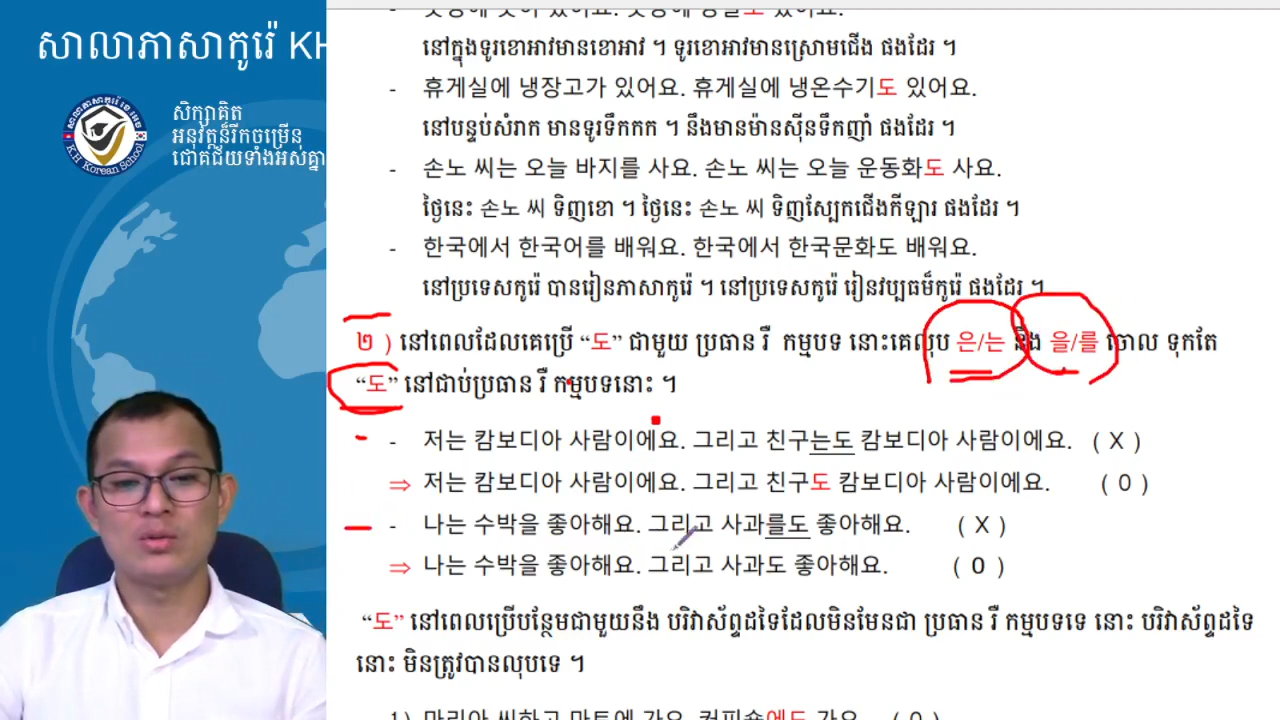 សាលាភាសាកូរ៉េ KH
សិក្សាគិត
អនុវត្តន៍រីកចម្រើន
ជោគជ័យទាំងអស់គ្នា
K.H Korean School
នៅក្នុងទូរខោអាវមានខោអាវ ។ ទូរខោអាវមានស្រោមជើង ផងដែរ ។
- 휴게실에 냉장고가 있어요. 휴게실에 냉온수기도 있어요.
នៅបន្ទប់សំរាក មានទូរទឹកកក ។ នឹងមានម៉ាស៊ីនទឹកញាំ ផងដែរ ។
- 손노 씨는 오늘 바지를 사요. 손노 씨는 오늘 운동화도 사요.
ថ្ងៃនេះ 손노 씨 ទិញខោ ។ ថ្ងៃនេះ 손노 씨 ទិញស្បែកជើងកីឡារ ផងដែរ ។
- 한국에서 한국어를 배워요. 한국에서 한국문화도 배워요.
នៅប្រទេសកូរ៉េ បានរៀនភាសាកូរ៉េ ។ នៅប្រទេសកូរ៉េ រៀនវប្បធម៌កូរ៉េ ផងដែរ ។
២ ) នៅពេលដែលគេប្រើ “도” ជាមួយ ប្រធាន រឺ កម្មបទ នោះគេលុប 은/는 នឹង 을/를 ចោល ទុកតែ
“도” នៅជាប់ប្រធាន រឺ កម្មបទនោះ ។
- 저는 캄보디아 사람이에요. 그리고 친구는도 캄보디아 사람이에요. ( X )
⇒ 저는 캄보디아 사람이에요. 그리고 친구도 캄보디아 사람이에요. ( 0 )
- 나는 수박을 좋아해요. 그리고 사과를도 좋아해요. ( X )
⇒ 나는 수박을 좋아해요. 그리고 사과도 좋아해요. ( 0 )
“도” នៅពេលប្រើបន្ថែមជាមួយនឹង បរិវាស័ព្ទដទៃដែលមិនមែនជា ប្រធាន រឺ កម្មបទទេ នោះ បរិវាស័ព្ទដទៃ
នោះ មិនត្រូវបានលុបទេ ។